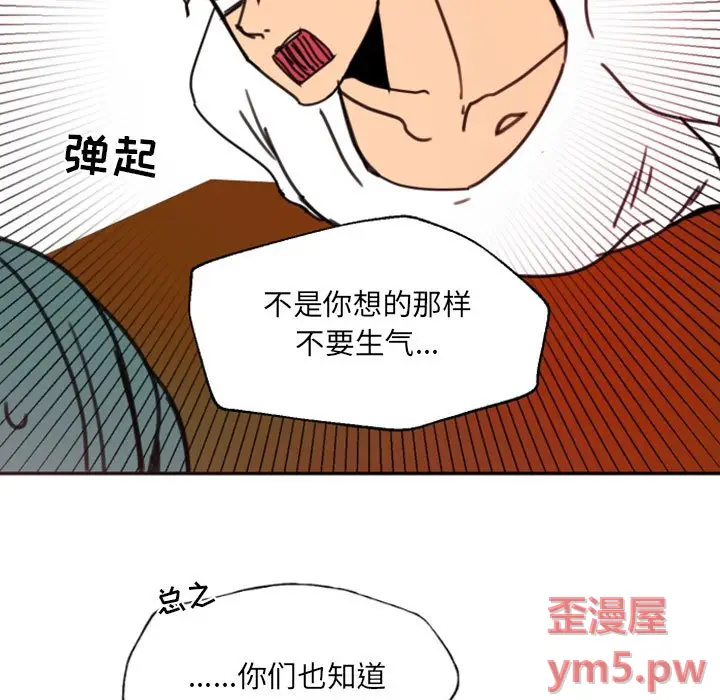 弹起
不是你想的那样
不要生气...
总之
……你们也知道
歪漫屋
ym5.pw